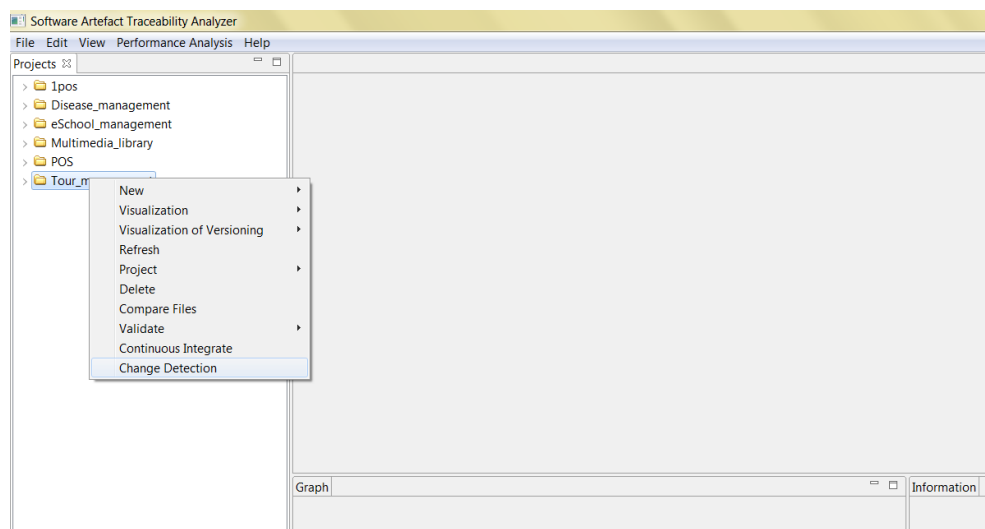 Software Artefact Traceability Analyzer
File Edit View Performance Analysis Help
Projects
1pos
Disease_management
eSchool_management
Multimedia_library
POS
Tour_m
New
Visualization
Visualization of Versioning
Refresh
Project
Delete
Compare Files
Validate
Continuous Integrate
Change Detection
Graph
Information